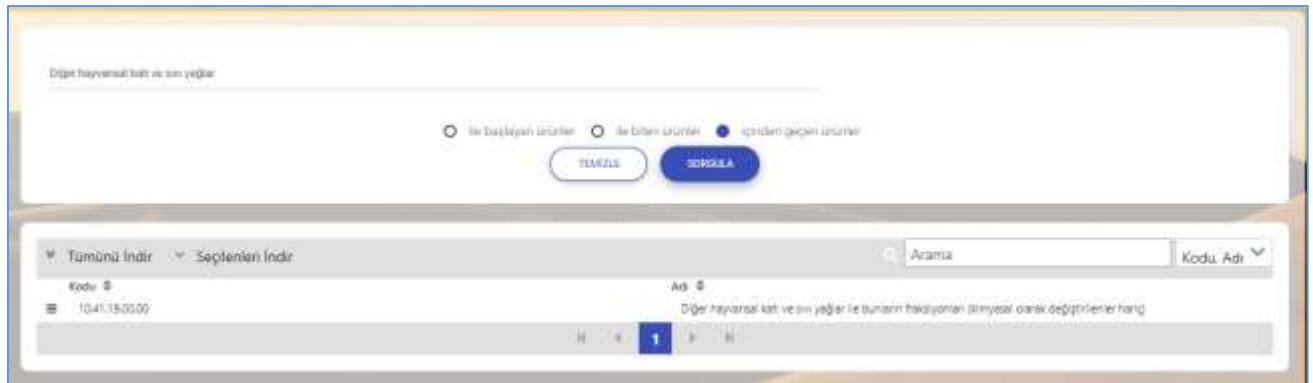 Diğer hayvansal katı ve sıvı yağlar
ile başlayan ürünler ile biten ürünler içinden geçen ürünler
TEMİZLE SORGULA
Tümünü İndir Seçilenleri İndir Arama Kodu, Adı
Kodu Adı
10.41.19.00.00 Diğer hayvansal katı ve sıvı yağlar ile bunların fraksiyonları (kimyasal olarak değiştirilenler hariç)
1